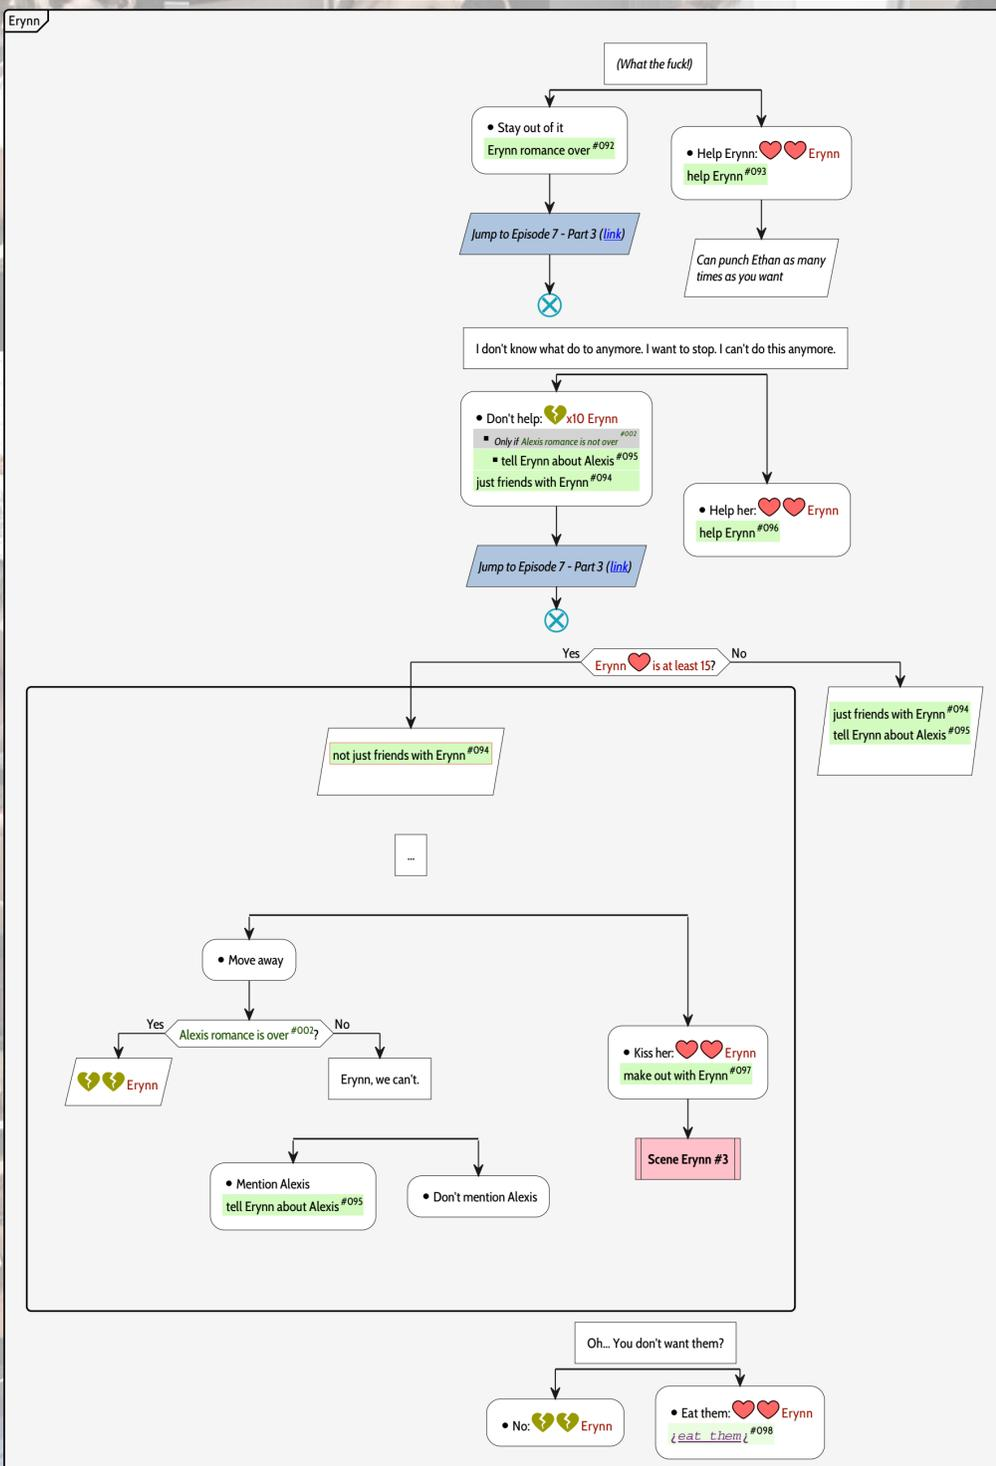 Erynn
(What the fuck!)
• Stay out of it
Erynn romance over #092
• Help Erynn: Erynn
help Erynn #093
Jump to Episode 7 - Part 3 (link)
Can punch Ethan as many
times as you want
I don't know what do to anymore. I want to stop. I can't do this anymore.
• Don't help: x10 Erynn
▪ Only if Alexis romance is not over #002
▪ tell Erynn about Alexis #095
just friends with Erynn #094
• Help her: Erynn
help Erynn #096
Jump to Episode 7 - Part 3 (link)
Yes
Erynn is at least 15?
No
just friends with Erynn #094
tell Erynn about Alexis #095
not just friends with Erynn #094
...
• Move away
Yes
Alexis romance is over #002?
No
Erynn
Erynn, we can't.
• Kiss her: Erynn
make out with Erynn #097
Scene Erynn #3
• Mention Alexis
tell Erynn about Alexis #095
• Don't mention Alexis
Oh... You don't want them?
• No: Erynn
• Eat them: Erynn
¿eat them¿ #098